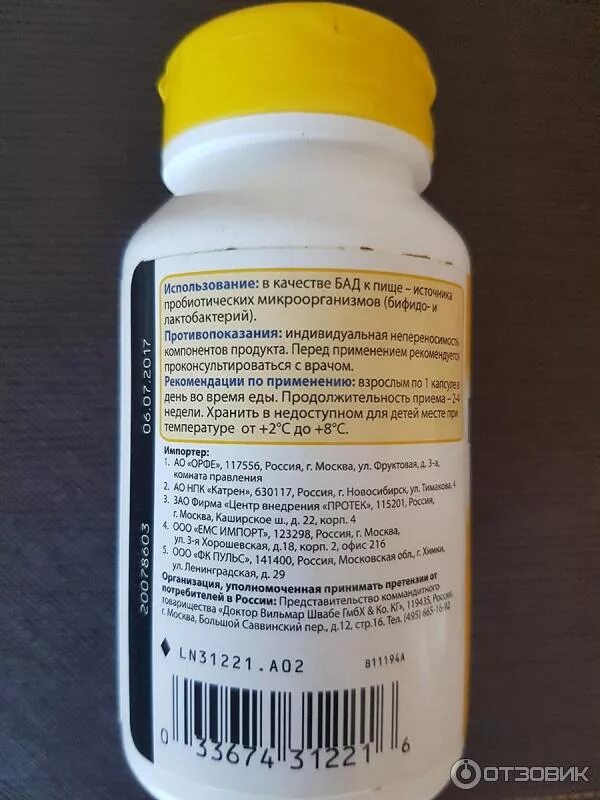 Использование: в качестве БАД к пище – источника
пробиотических микроорганизмов (бифидо- и
лактобактерий).
Противопоказания: индивидуальная непереносимость
компонентов продукта. Перед применением рекомендуется
проконсультироваться с врачом.
Рекомендации по применению: взрослым по 1 капсуле в
день во время еды. Продолжительность приема – 2-4
недели. Хранить в недоступном для детей месте при
температуре от +2°С до +8°С.
Импортер:
1. АО «ОРФЕ», 117556, Россия, г. Москва, ул. Фруктовая, д. 3-а,
комната правления
2. АО НПК «Катрен», 630117, Россия, г. Новосибирск, ул. Тимакова, 4
3. ЗАО Фирма «Центр внедрения «ПРОТЕК», 115201, Россия,
г. Москва, Каширское ш., д. 22, корп. 4
4. ООО «ЕМС ИМПОРТ», 123298, Россия, г. Москва,
ул. 3-я Хорошевская, д.18, корп. 2, офис 216
5. ООО «ФК ПУЛЬС», 141400, Россия, Московская обл., г. Химки,
ул. Ленинградская, д. 29
Организация, уполномоченная принимать претензии от
потребителей в России: Представительство коммандитного
товарищества «Доктор Вильмар Швабе ГмбХ & Ко. КГ», 119435, Россия,
г. Москва, Большой Саввинский пер., д.12, стр.16. Тел. (495) 665-16-92
LN31221.A02 B11194A
0 33674 31221 6
20078603 06.07.2017
ОТЗОВИК